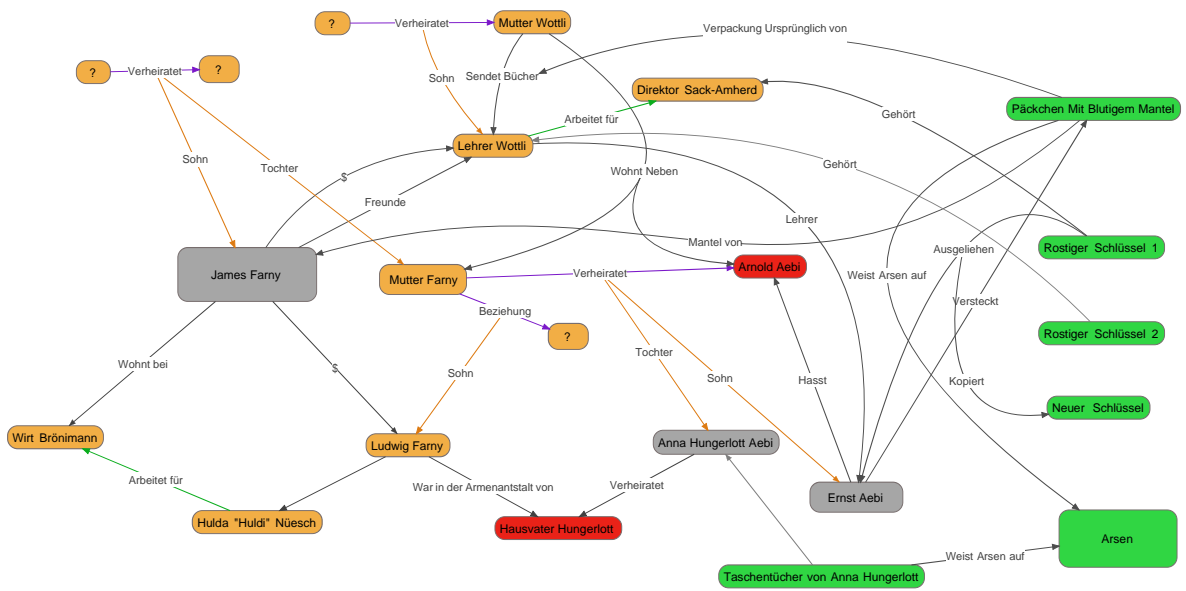 ?
Verheiratet
Mutter Wottli
Verpackung Ursprünglich von
?
Verheiratet
?
Sohn
Sendet Bücher
Direktor Sack-Amherd
Päckchen Mit Blutigem Mantel
Gehört
Arbeitet für
Lehrer Wottli
Sohn
Tochter
$
Wohnt Neben
Gehört
Freunde
Lehrer
Mantel von
Ausgeliehen
Rostiger Schlüssel 1
James Farny
Mutter Farny
Verheiratet
Arnold Aebi
Weist Arsen auf
Versteckt
Beziehung
?
Rostiger Schlüssel 2
Wohnt bei
$
Sohn
Tochter
Sohn
Hasst
Kopiert
Neuer Schlüssel
Wirt Brönimann
Ludwig Farny
Anna Hungerlott Aebi
Arbeitet für
War in der Armenantstalt von
Verheiratet
Ernst Aebi
Hulda "Huldi" Nüesch
Hausvater Hungerlott
Arsen
Weist Arsen auf
Taschentücher von Anna Hungerlott